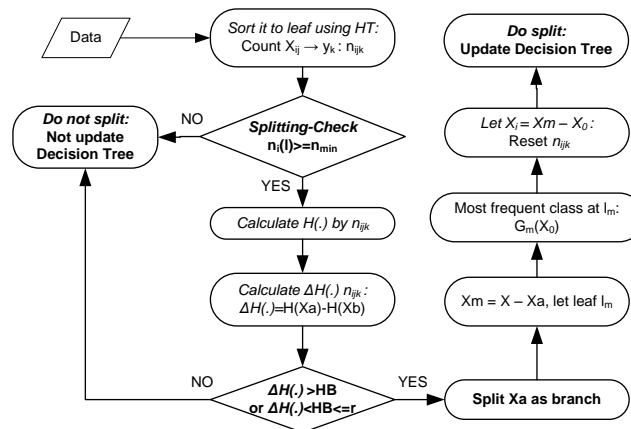 Data
Sort it to leaf using HT:
Count Xij → yk : nijk
NO
Splitting-Check
ni(l)>=nmin
Do not split:
Not update
Decision Tree
YES
Calculate H(.) by nijk
Calculate ΔH(.) nijk :
ΔH(.)=H(Xa)-H(Xb)
NO
ΔH(.) >HB
or ΔH(.)<HB<=r
YES
Split Xa as branch
Xm = X – Xa, let leaf lm
Most frequent class at lm:
Gm(X0)
Let Xi = Xm – X0 :
Reset nijk
Do split:
Update Decision Tree